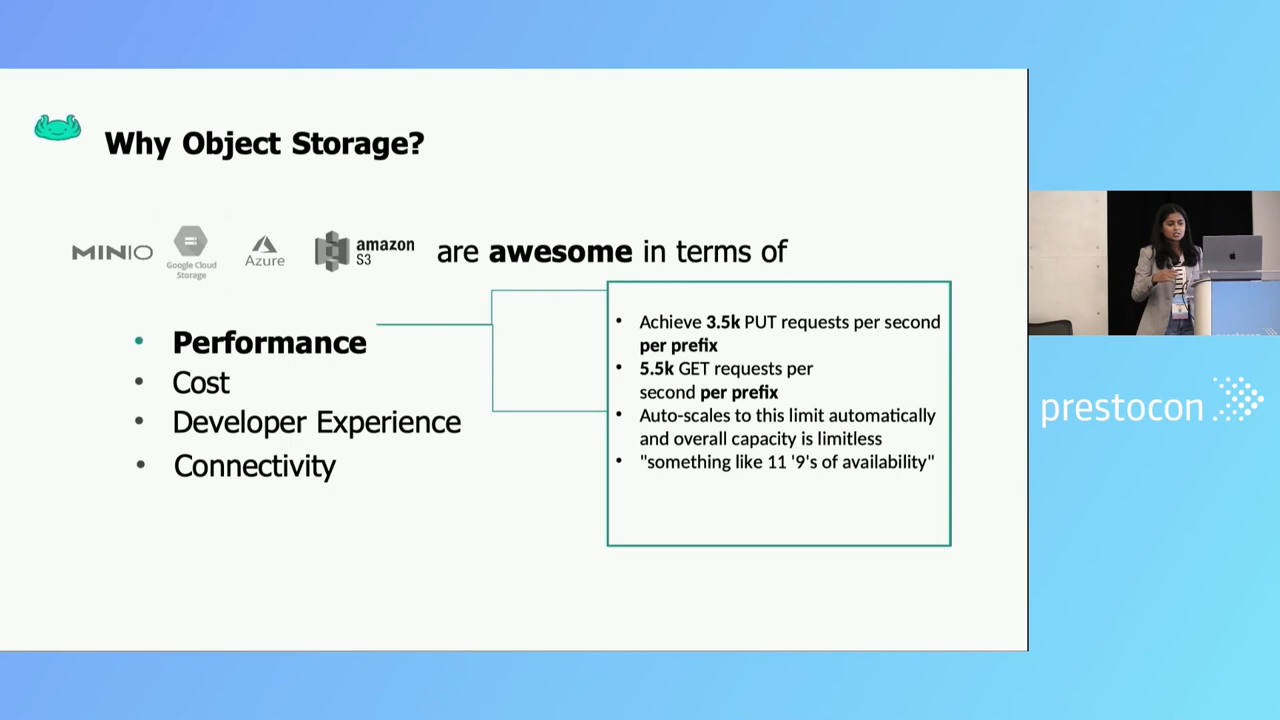 Why Object Storage?
MINIO
Google Cloud
Storage
Azure
amazon
S3
are awesome in terms of
• Performance
• Cost
• Developer Experience
• Connectivity
• Achieve 3.5k PUT requests per second
per prefix
• 5.5k GET requests per
second per prefix
• Auto-scales to this limit automatically
and overall capacity is limitless
• "something like 11 '9's of availability"
prestocon